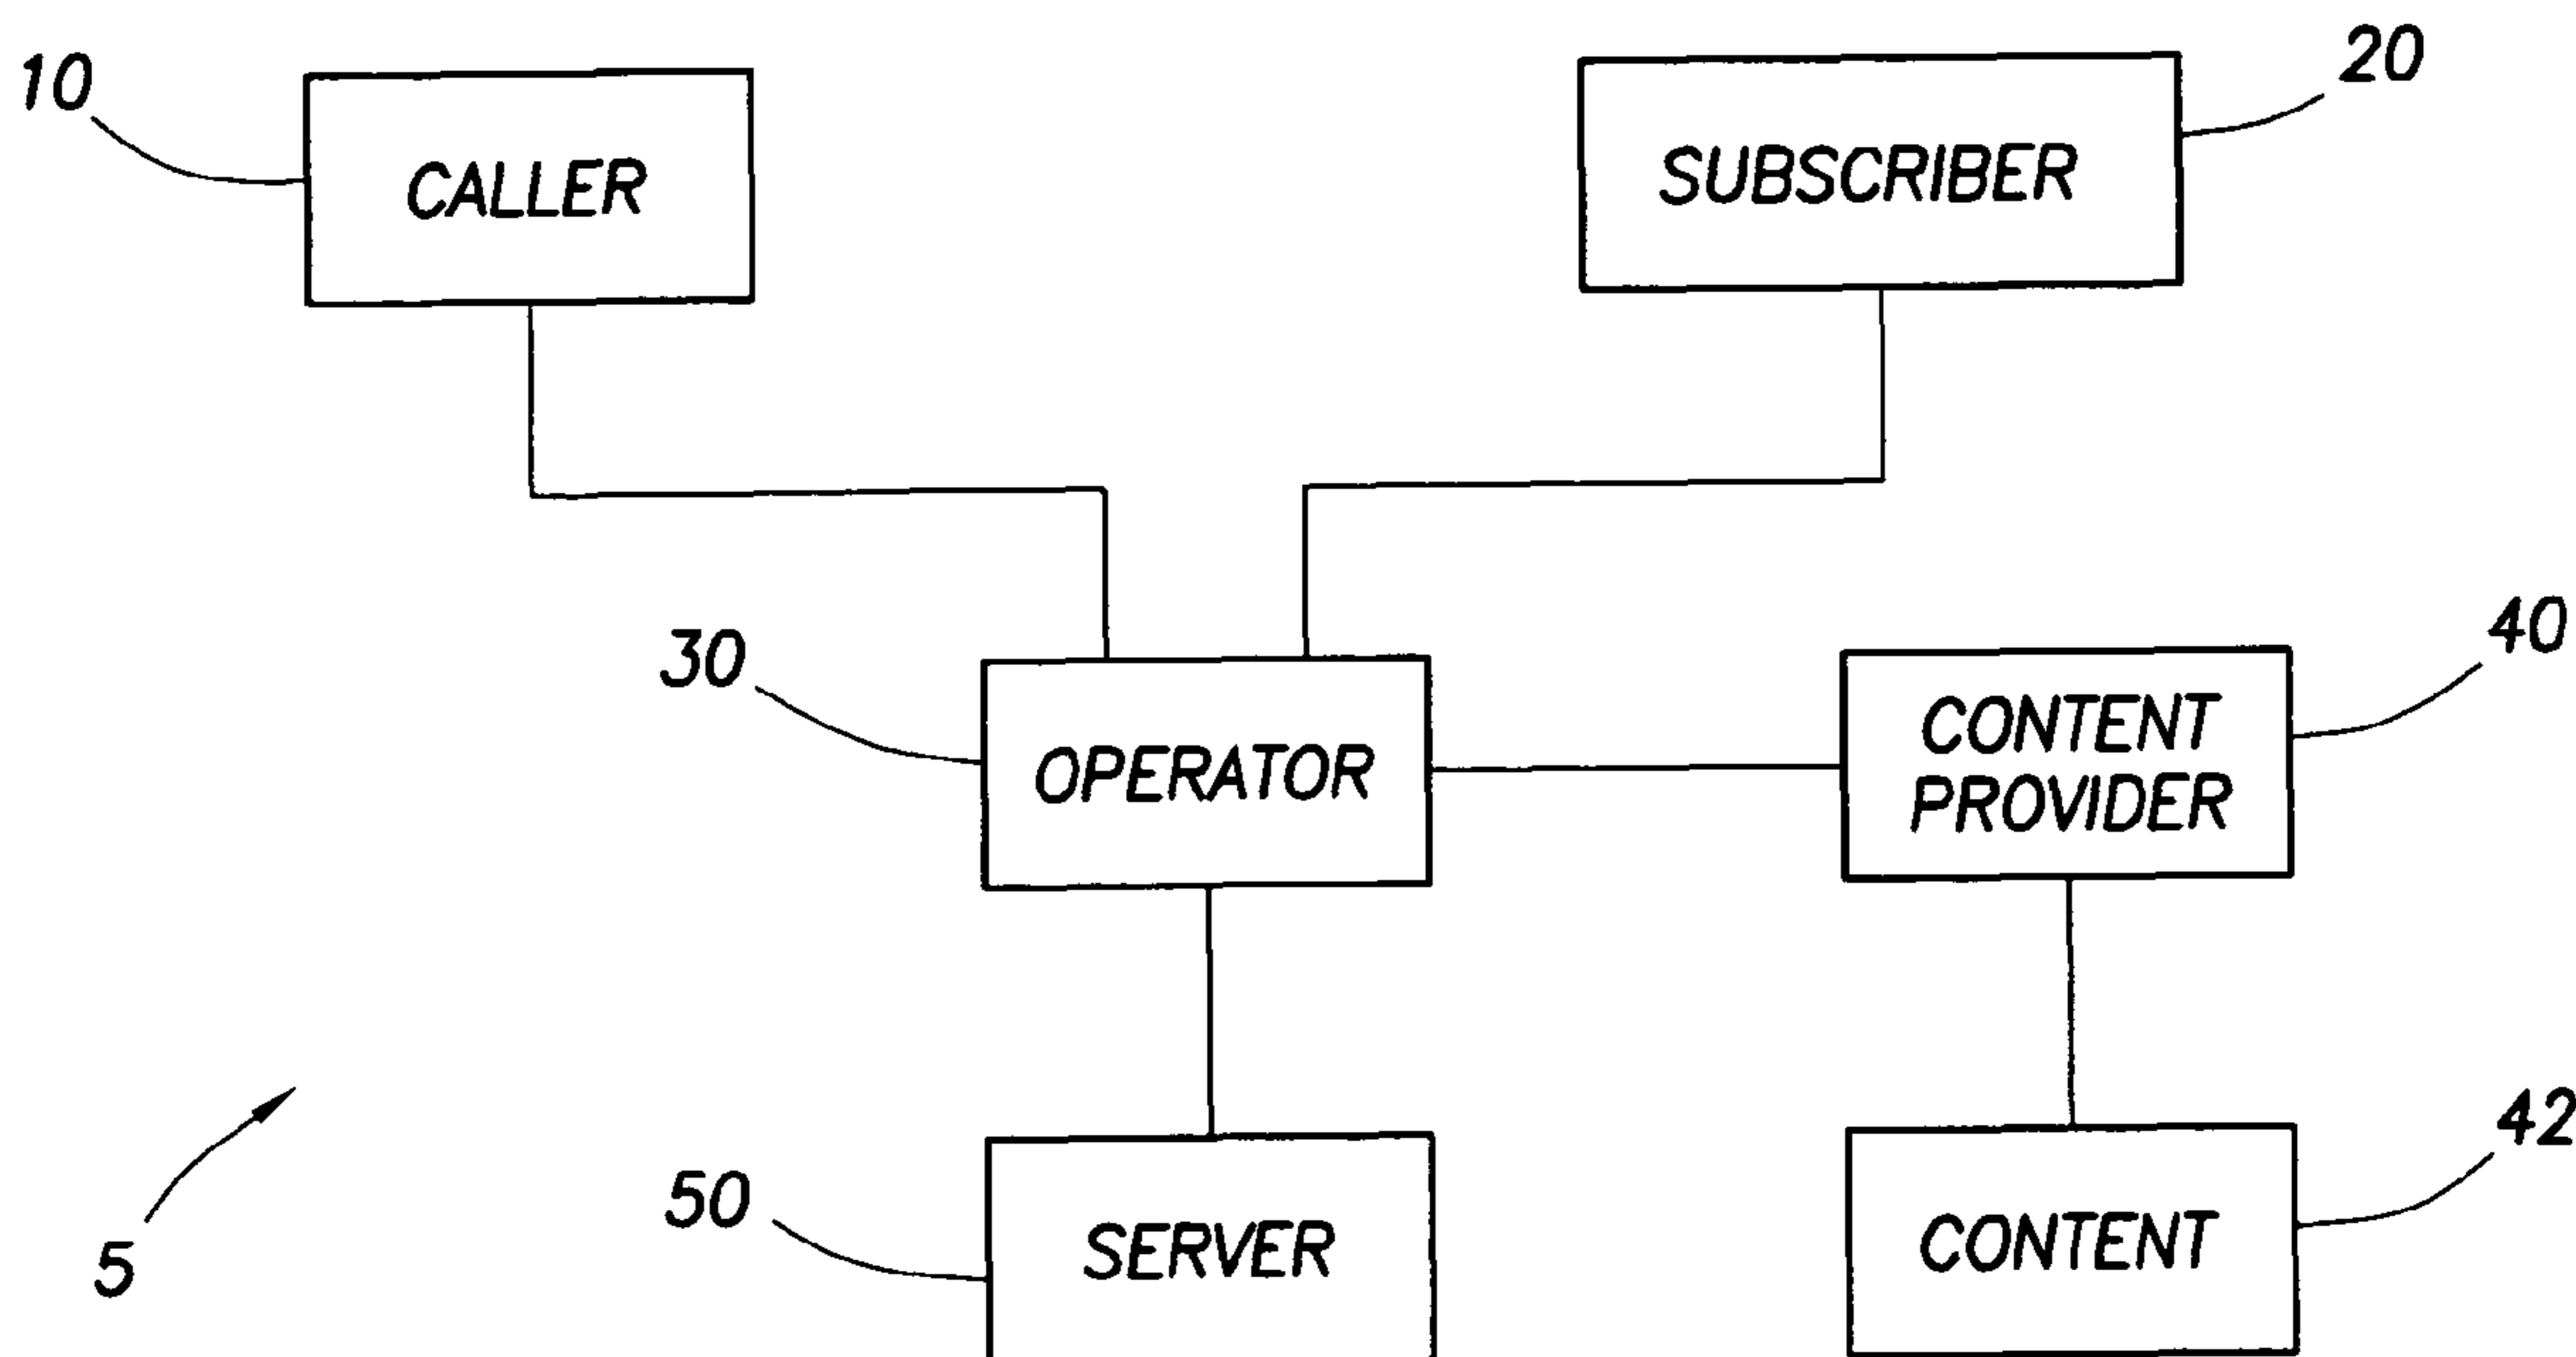 10
CALLER
SUBSCRIBER
20
30
OPERATOR
CONTENT
PROVIDER
40
5
50
SERVER
CONTENT
42